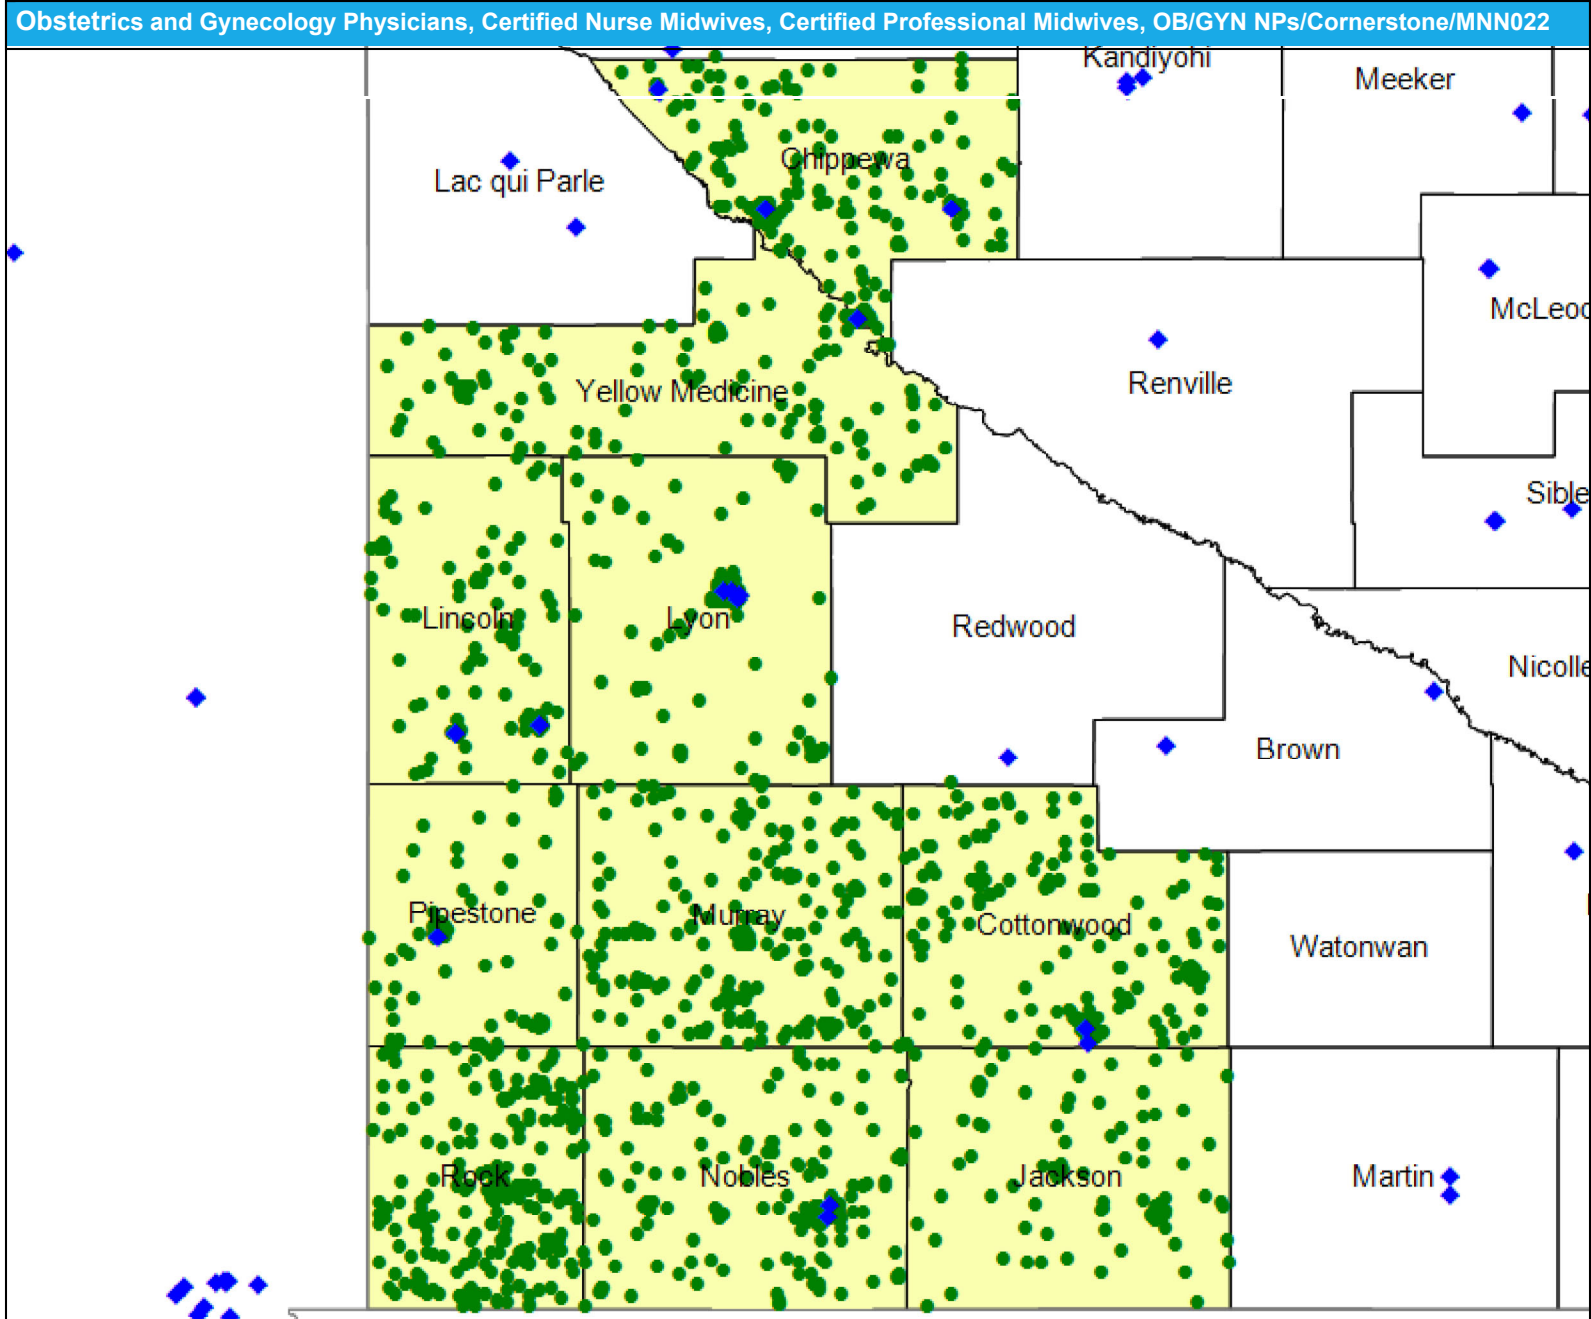 Obstetrics and Gynecology Physicians, Certified Nurse Midwives, Certified Professional Midwives, OB/GYN NPs/Cornerstone/MNN022
Kandiyohi
Meeker
Chippewa
Lac qui Parle
McLeod
Renville
Yellow Medicine
Sible
Lincoln
Lyon
Redwood
Nicolle
Brown
Pipestone
Murray
Cottonwood
Watonwan
Rock
Nobles
Jackson
Martin